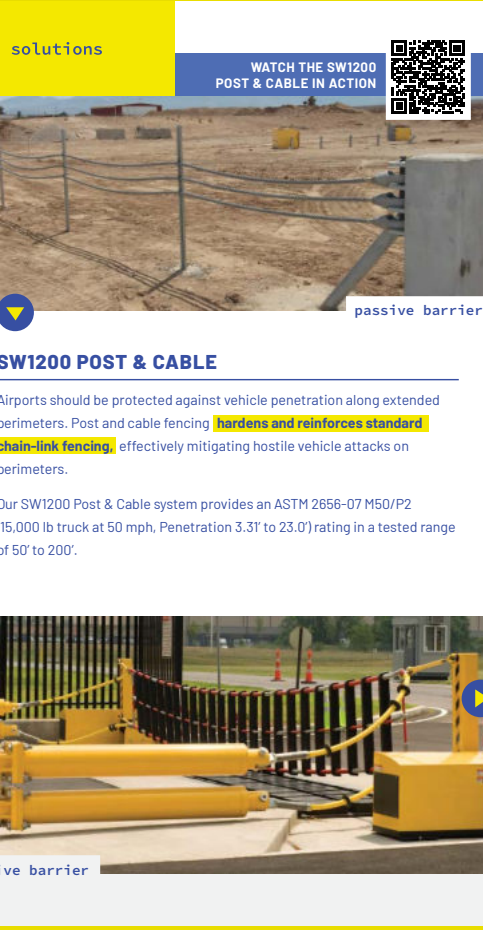 solutions
WATCH THE SW1200
POST & CABLE IN ACTION
passive barrier
SW1200 POST & CABLE
Airports should be protected against vehicle penetration along extended
perimeters. Post and cable fencing hardens and reinforces standard
chain-link fencing, effectively mitigating hostile vehicle attacks on
perimeters.
Our SW1200 Post & Cable system provides an ASTM 2656-07 M50/P2
15,000 lb truck at 50 mph, Penetration 3.31’ to 23.0’) rating in a tested range
of 50’ to 200’.
ive barrier